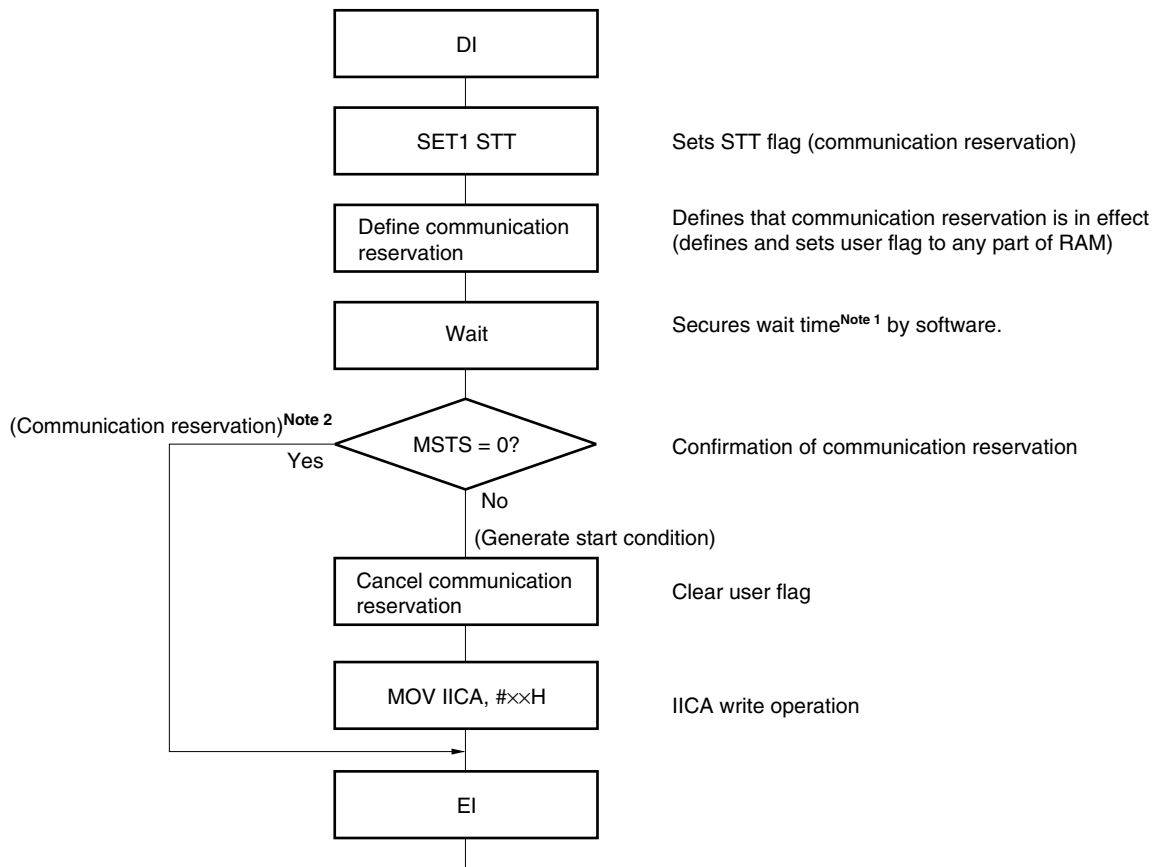 DI
SET1 STT
Sets STT flag (communication reservation)
Define communication
reservation
Defines that communication reservation is in effect
(defines and sets user flag to any part of RAM)
Wait
Secures wait timeNote 1 by software.
(Communication reservation)Note 2
MSTS = 0?
Confirmation of communication reservation
Yes
No
(Generate start condition)
Cancel communication
reservation
Clear user flag
MOV IICA, #××H
IICA write operation
EI